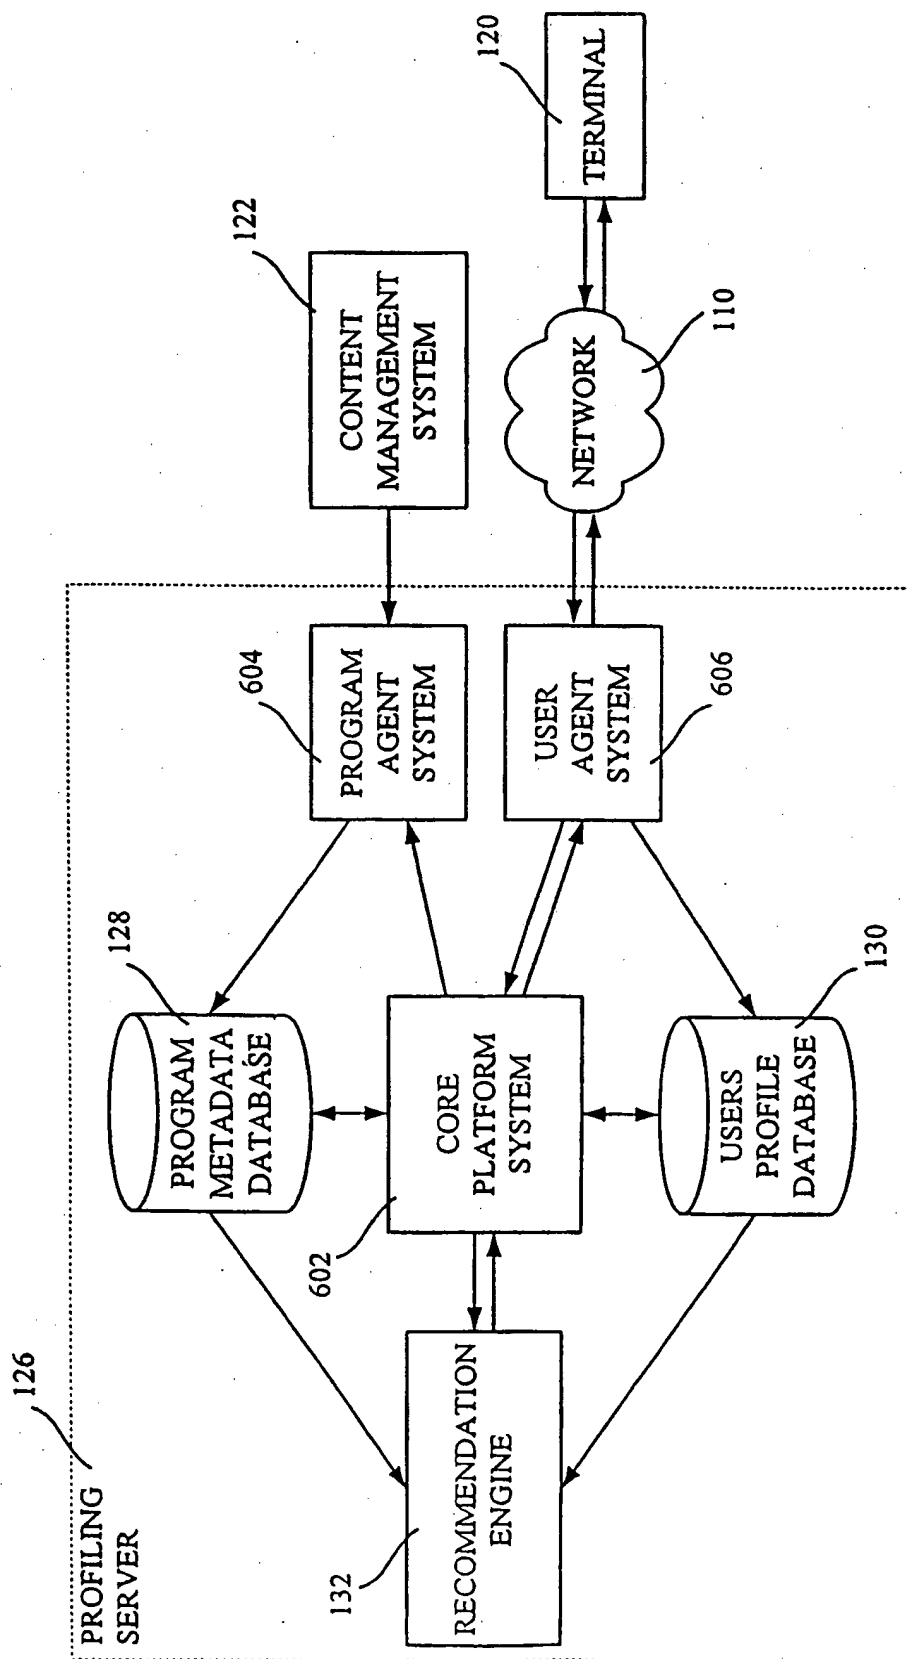 PROFILING
SERVER
126
RECOMMENDATION
ENGINE
132
PROGRAM
METADATA
DATABASE
128
CORE
PLATFORM
SYSTEM
602
USERS
PROFILE
DATABASE
130
PROGRAM
AGENT
SYSTEM
604
USER
AGENT
SYSTEM
606
CONTENT
MANAGEMENT
SYSTEM
122
NETWORK
110
TERMINAL
120